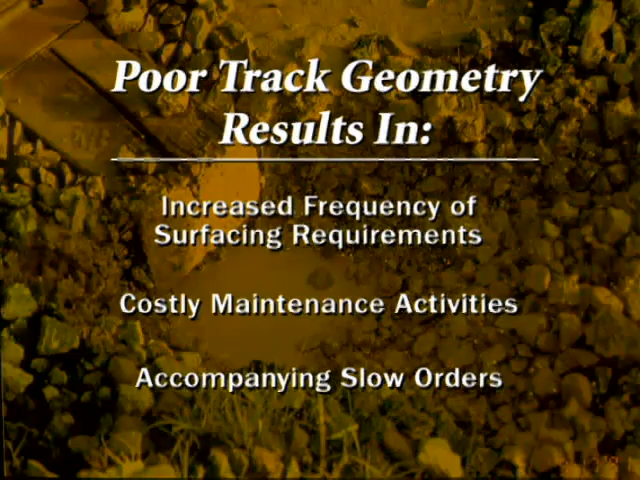 Poor Track Geometry
Results In:
Increased Frequency of
Surfacing Requirements
Costly Maintenance Activities
Accompanying Slow Orders